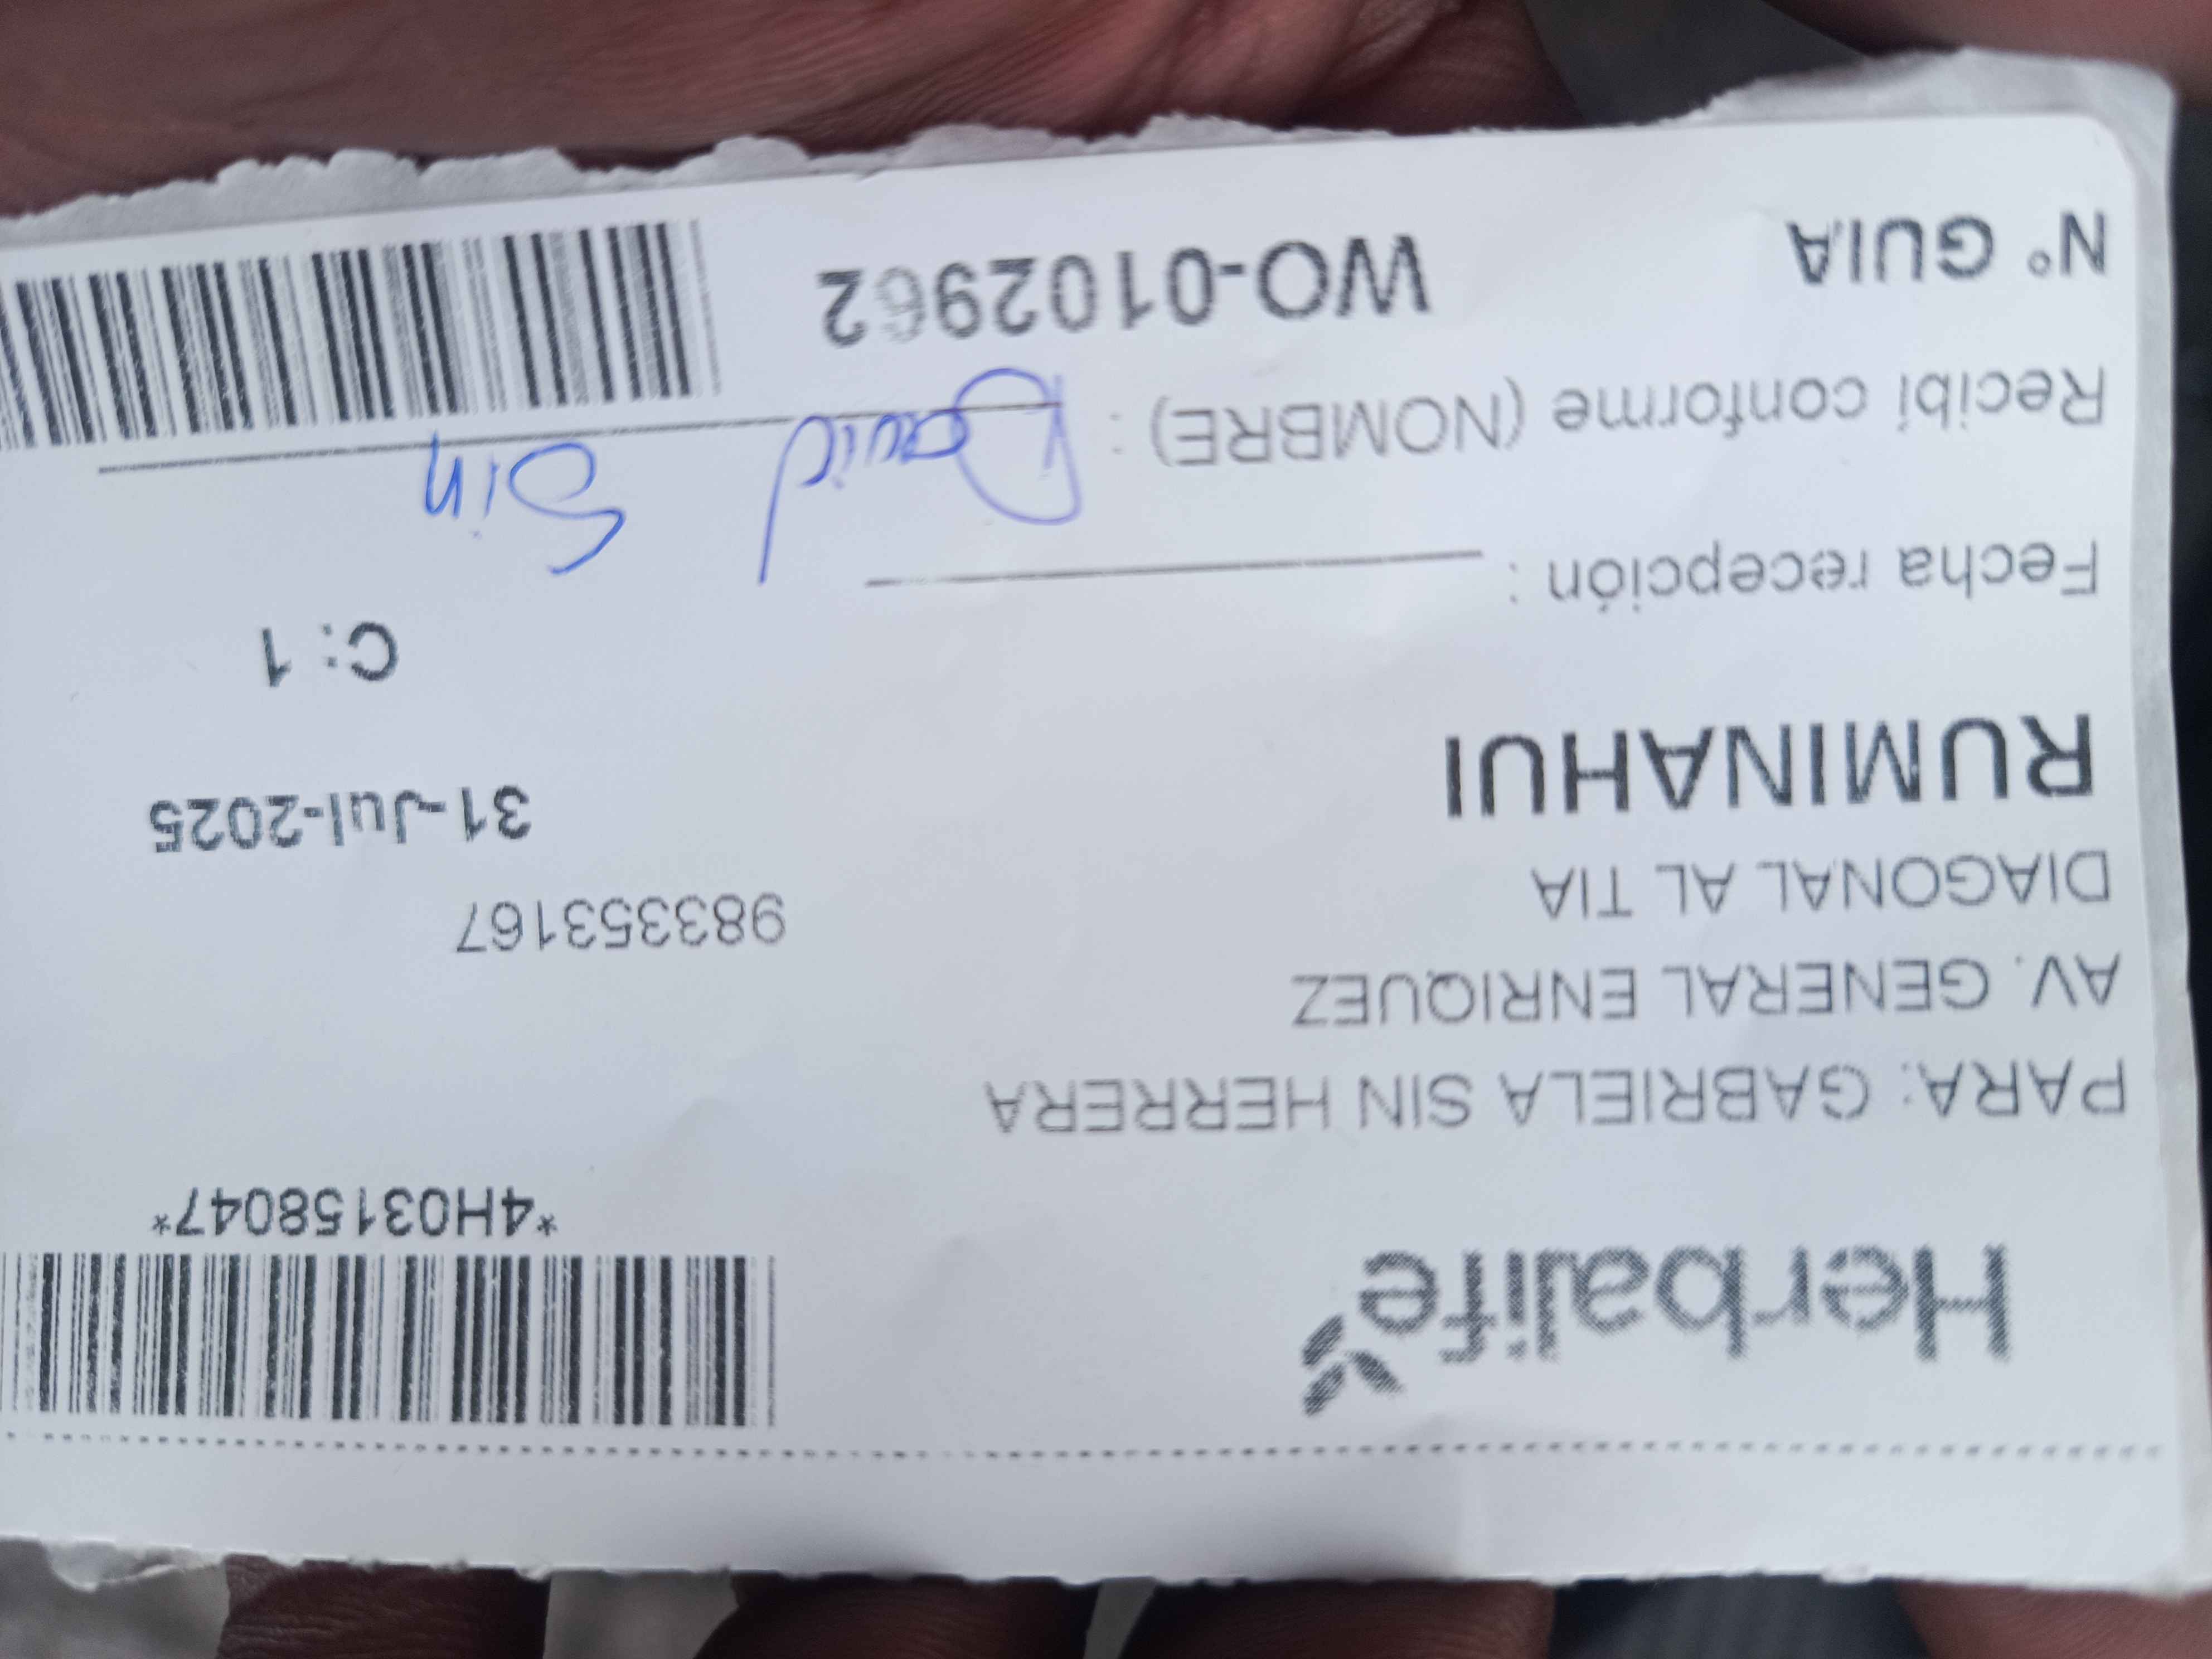 Herbalife
*4H03158047*
PARA: GABRIELA SIN HERRERA
AV. GENERAL ENRIQUEZ
983353167
DIAGONAL AL TIA
31-Jul-2025
RUMINAHUI
C: 1
Fecha recepción :
Recibí conforme (NOMBRE) : David Sin
N° GUIA WO-0102962